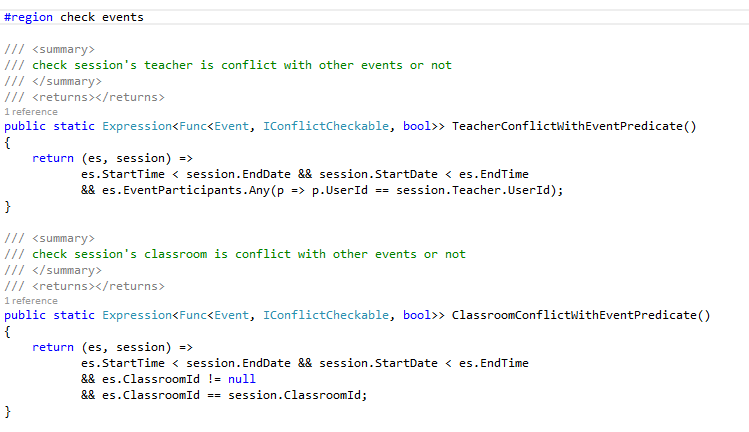 #region check events
/// <summary>
/// check session's teacher is conflict with other events or not
/// </summary>
/// <returns></returns>
1 reference
public static Expression<Func<Event, IConflictCheckable, bool>> TeacherConflictWithEventPredicate()
{
return (es, session) =>
es.StartTime < session.EndDate && session.StartDate < es.EndTime
&& es.EventParticipants.Any(p => p.UserId == session.Teacher.UserId);
}
/// <summary>
/// check session's classroom is conflict with other events or not
/// </summary>
/// <returns></returns>
1 reference
public static Expression<Func<Event, IConflictCheckable, bool>> ClassroomConflictWithEventPredicate()
{
return (es, session) =>
es.StartTime < session.EndDate && session.StartDate < es.EndTime
&& es.ClassroomId != null
&& es.ClassroomId == session.ClassroomId;
}